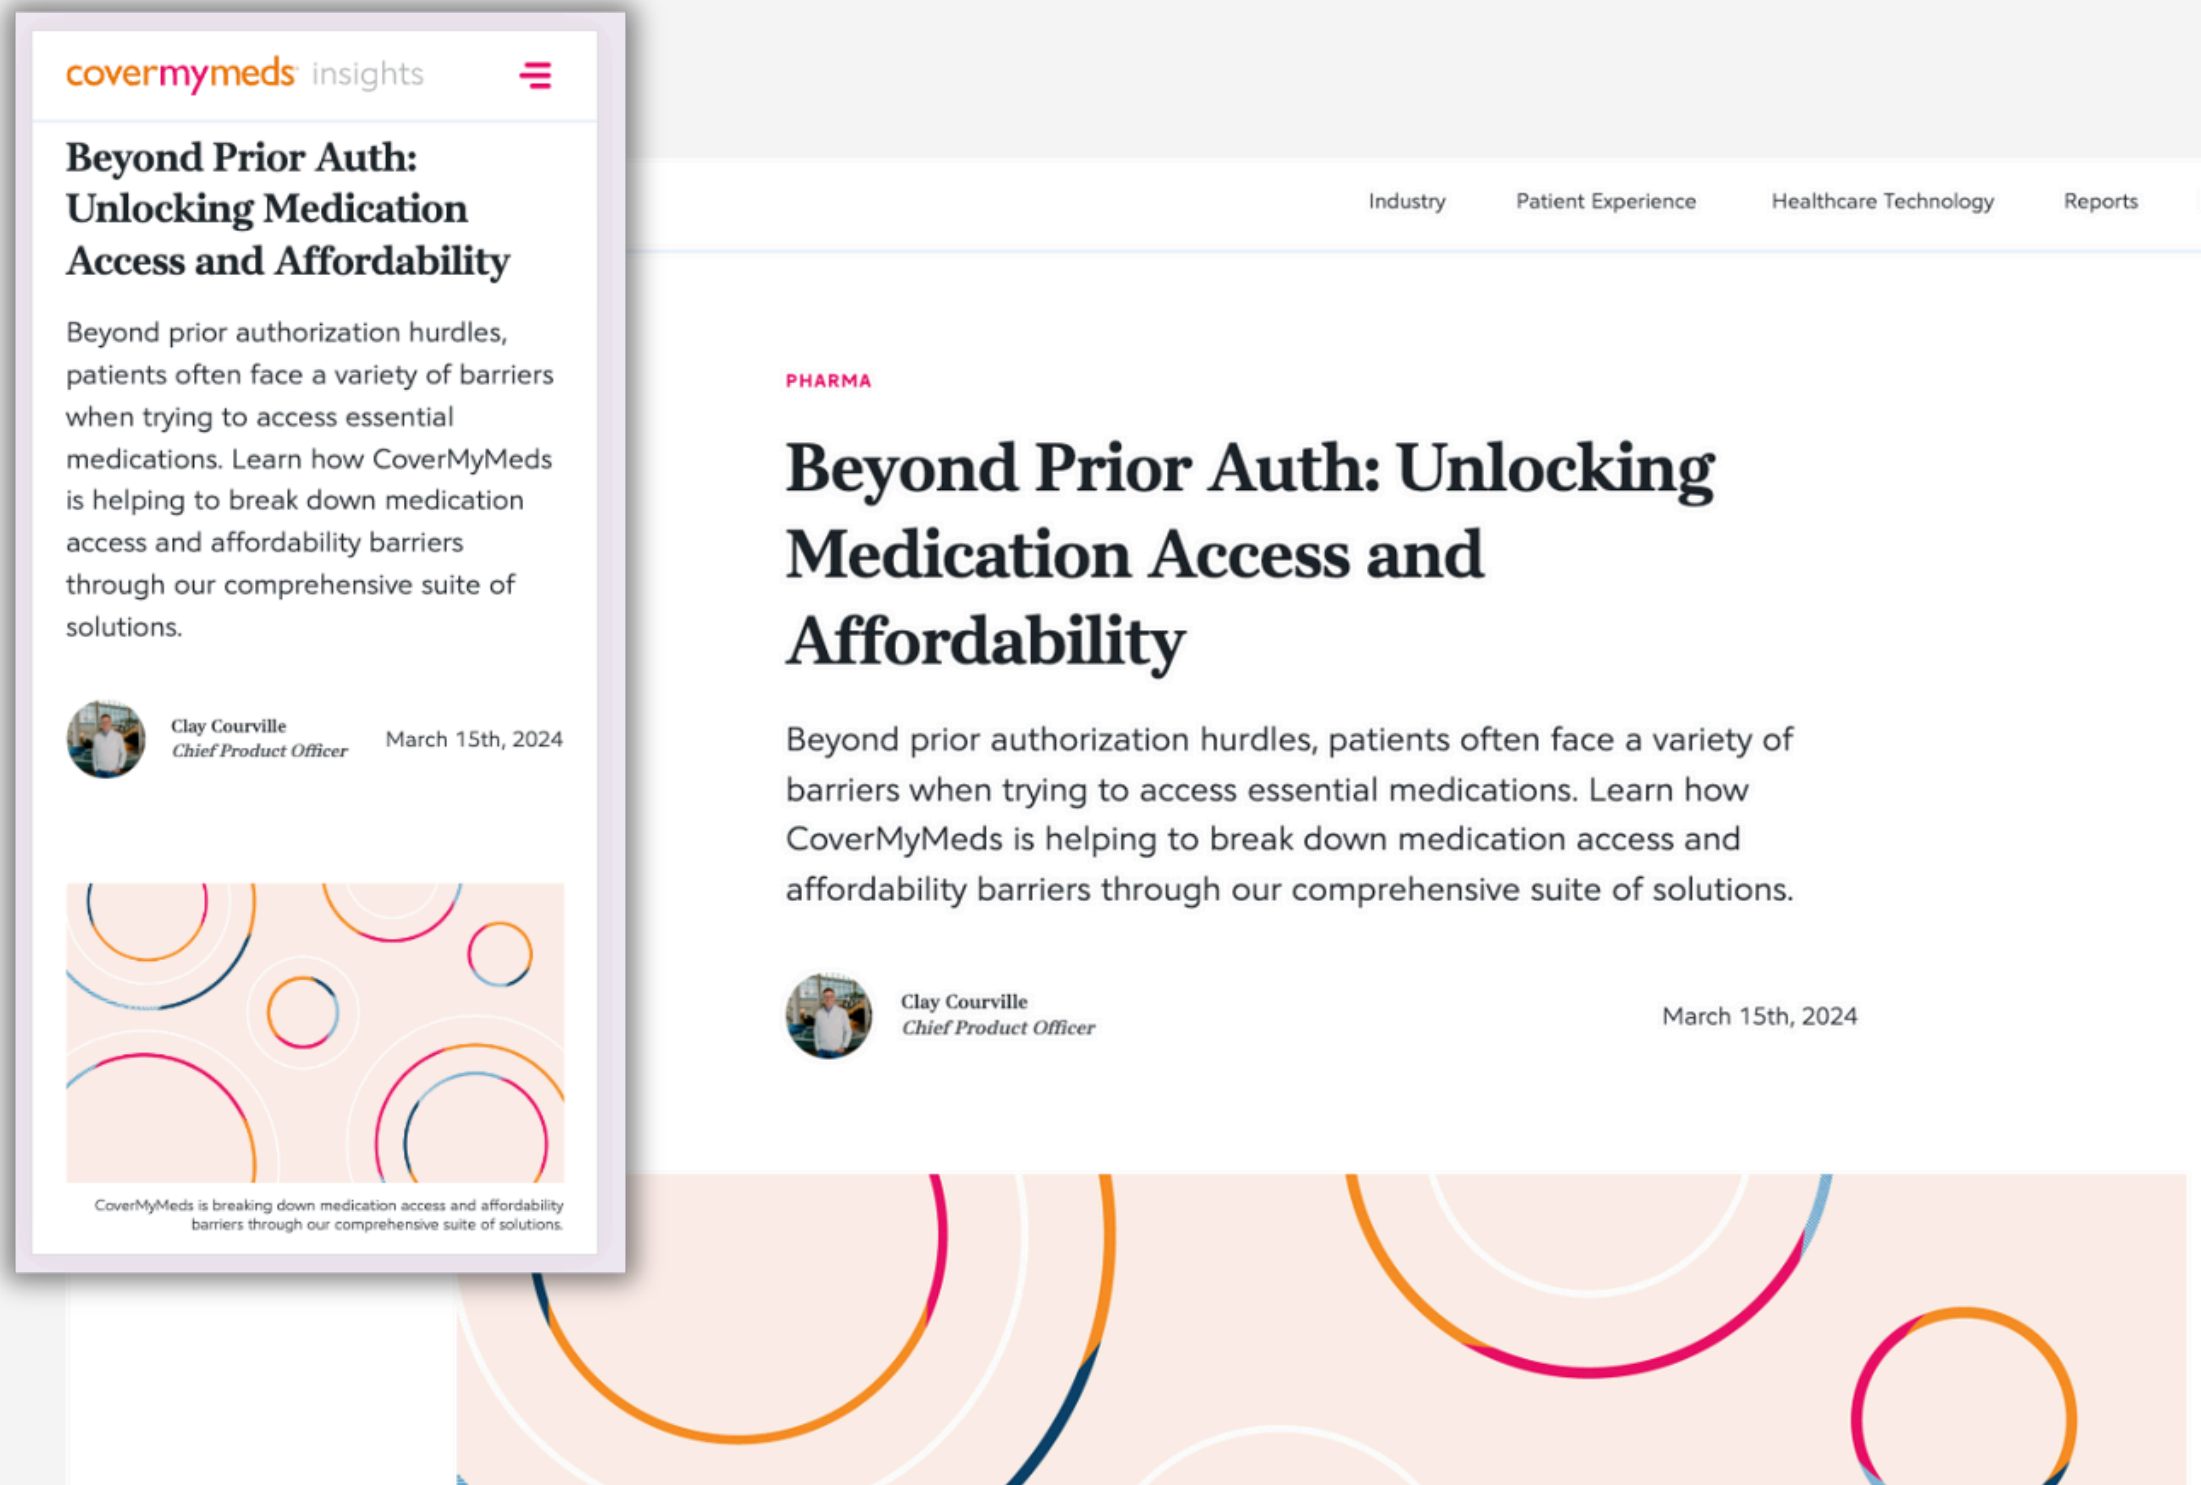 covermymeds insights
Beyond Prior Auth:
Unlocking Medication
Access and Affordability
Beyond prior authorization hurdles,
patients often face a variety of barriers
when trying to access essential
medications. Learn how CoverMyMeds
is helping to break down medication
access and affordability barriers
through our comprehensive suite of
solutions.
Clay Courville
Chief Product Officer
March 15th, 2024
CoverMyMeds is breaking down medication access and affordability
barriers through our comprehensive suite of solutions.
Industry Patient Experience Healthcare Technology Reports
PHARMA
Beyond Prior Auth: Unlocking
Medication Access and
Affordability
Beyond prior authorization hurdles, patients often face a variety of
barriers when trying to access essential medications. Learn how
CoverMyMeds is helping to break down medication access and
affordability barriers through our comprehensive suite of solutions.
Clay Courville
Chief Product Officer
March 15th, 2024